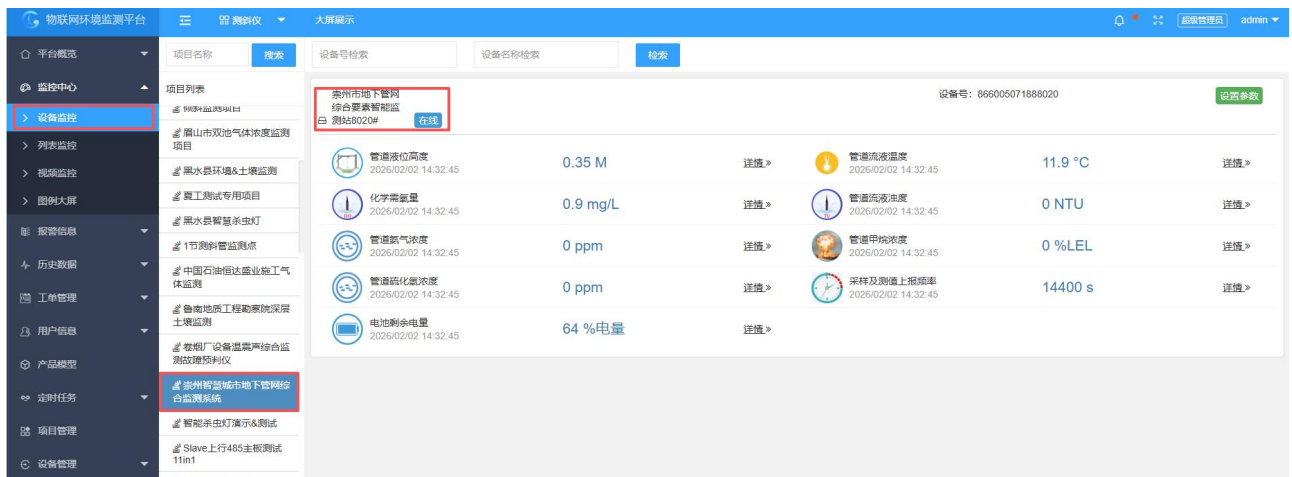 物联网环境监测平台
测斜仪
大屏展示
超级管理员 admin
平台概览
监控中心
> 设备监控
> 列表监控
> 视频监控
> 图例大屏
报警信息
历史数据
工单管理
用户信息
产品模型
定时任务
项目管理
设备管理
项目名称
搜索
项目列表
倾斜监测项目
眉山市双池气体浓度监测
项目
黑水县环境&土壤监测
夏工测试专用项目
黑水县智慧杀虫灯
1节测斜管监测点
中国石油恒达盛业施工气
体监测
鲁南地质工程勘察院深层
土壤监测
卷烟厂设备温震声综合监
测故障预判仪
崇州智慧城市地下管网综
合监测系统
智能杀虫灯演示&测试
Slave上行485主板测试
11in1
设备号检索
设备名称检索
检索
崇州市地下管网
综合要素智能监
测站8020#
在线
设备号：866005071888020
设置参数
管道液位高度
2026/02/02 14:32:45
0.35 M
详情»
管道流液温度
2026/02/02 14:32:45
11.9 °C
详情»
化学需氧量
2026/02/02 14:32:45
0.9 mg/L
详情»
管道流液浊度
2026/02/02 14:32:45
0 NTU
详情»
管道氨气浓度
2026/02/02 14:32:45
0 ppm
详情»
管道甲烷浓度
2026/02/02 14:32:45
0 %LEL
详情»
管道硫化氢浓度
2026/02/02 14:32:45
0 ppm
详情»
采样及测值上报频率
2026/02/02 14:32:45
14400 s
详情»
电池剩余电量
2026/02/02 14:32:45
64 %电量
详情»